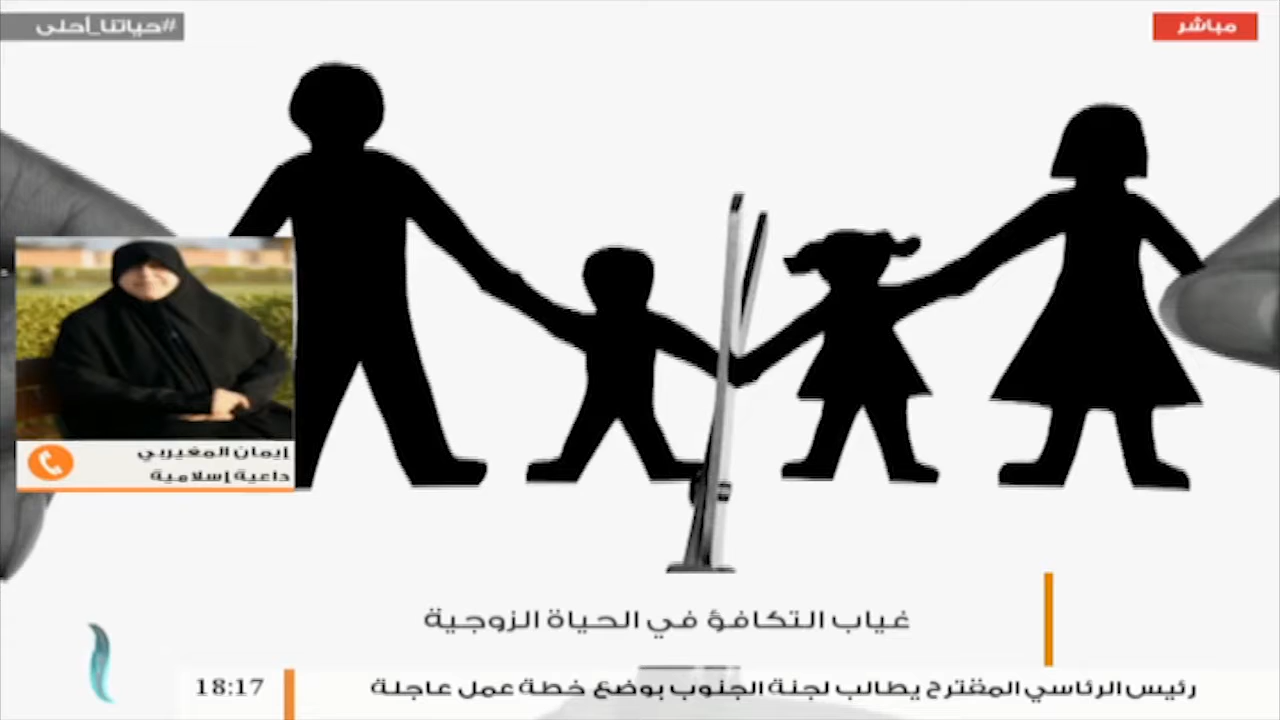 مباشر
#حياتنا_أحلى
إيمان المغيربي
داعية إسلامية
غياب التكافؤ في الحياة الزوجية
رئيس الرئاسي المقترح يطالب لجنة الجنوب بوضع خطة عمل عاجلة
18:17